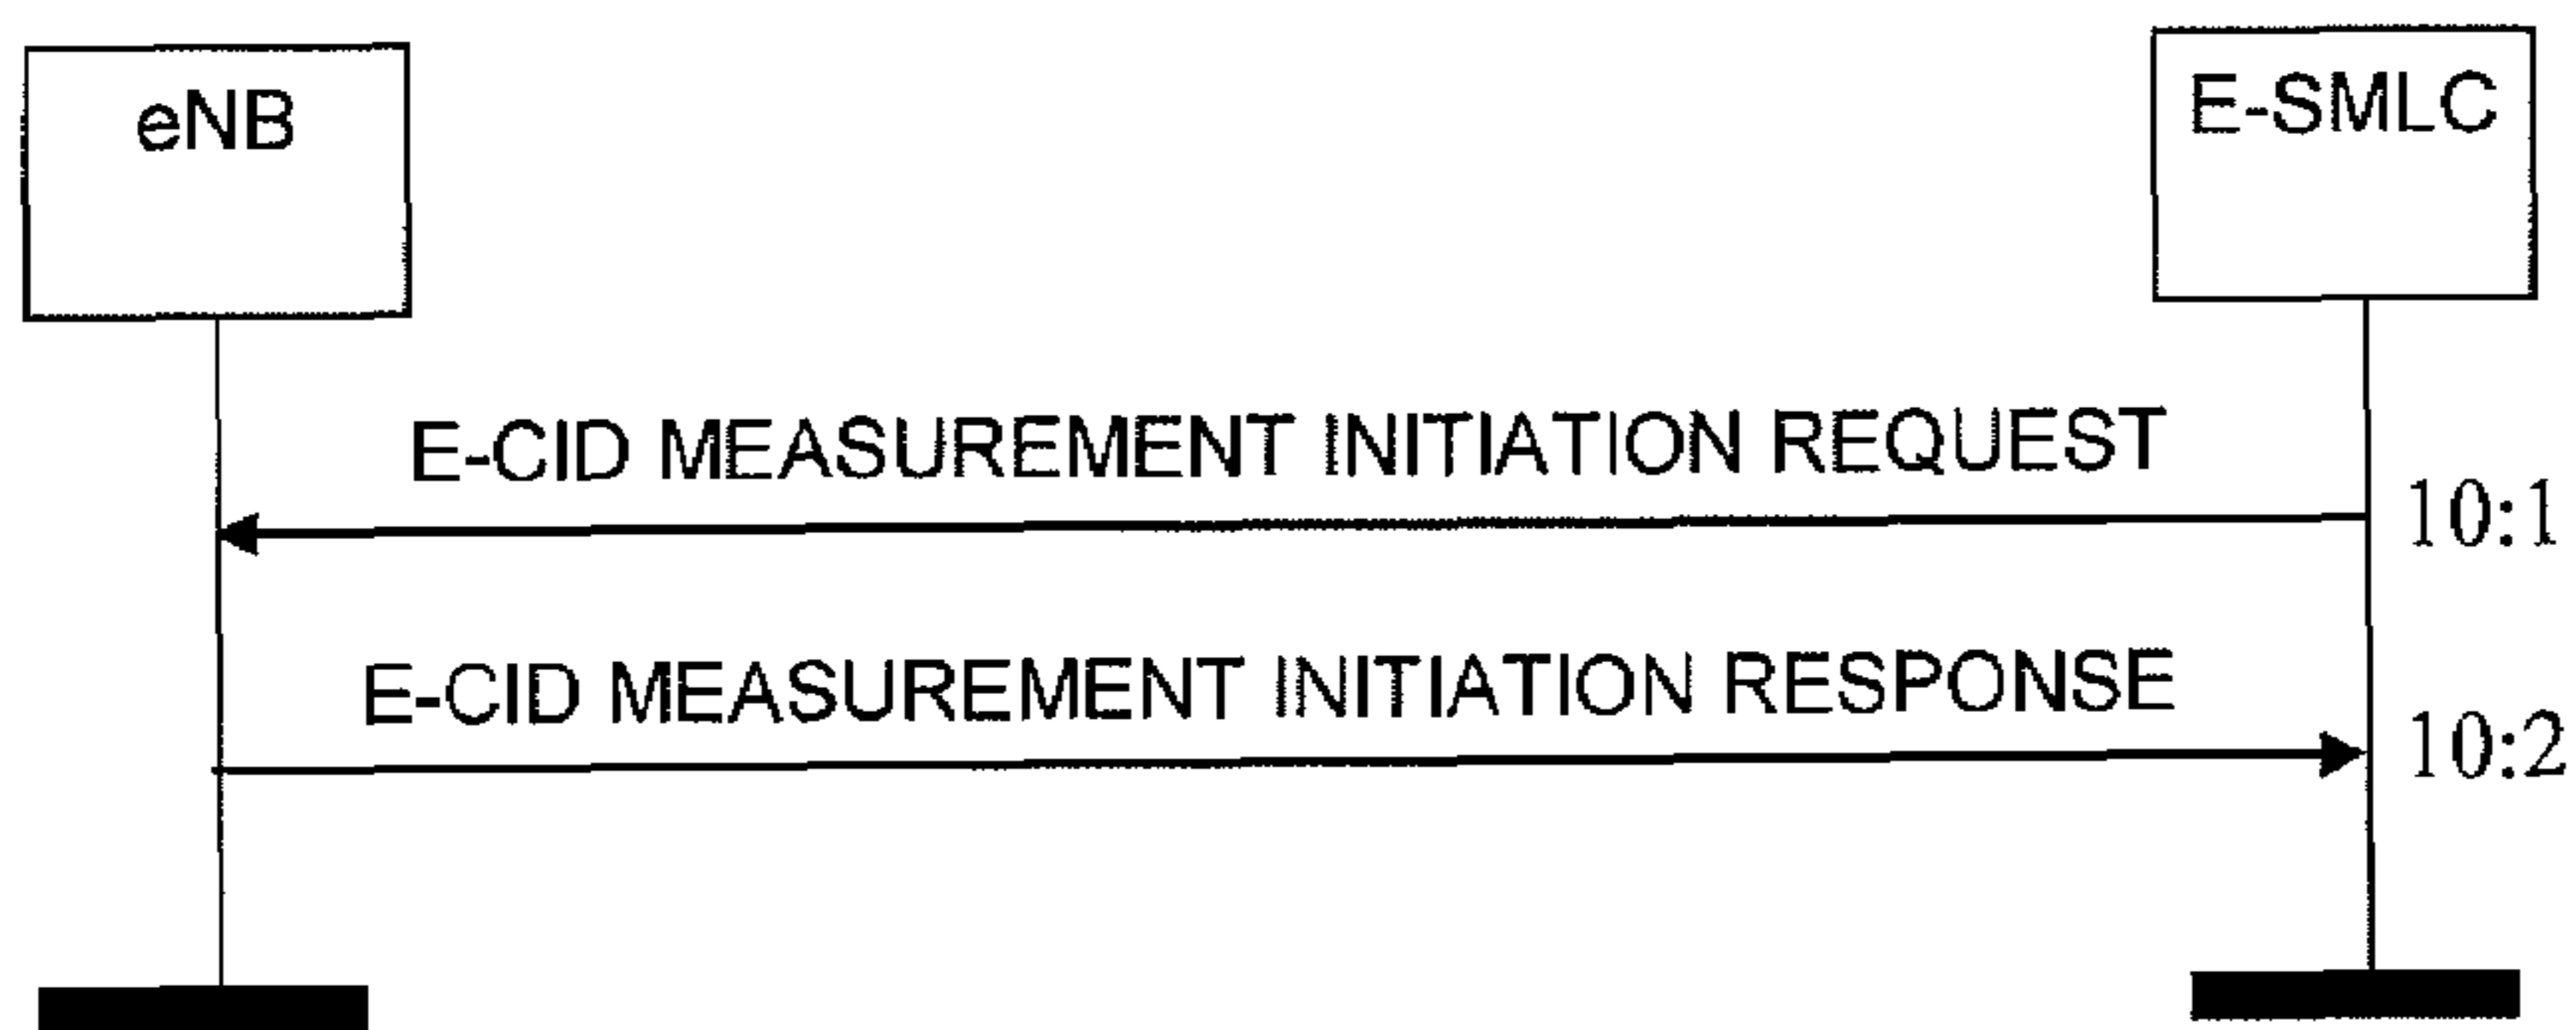 eNB
E-SMLC
E-CID MEASUREMENT INITIATION REQUEST
10:1
E-CID MEASUREMENT INITIATION RESPONSE
10:2